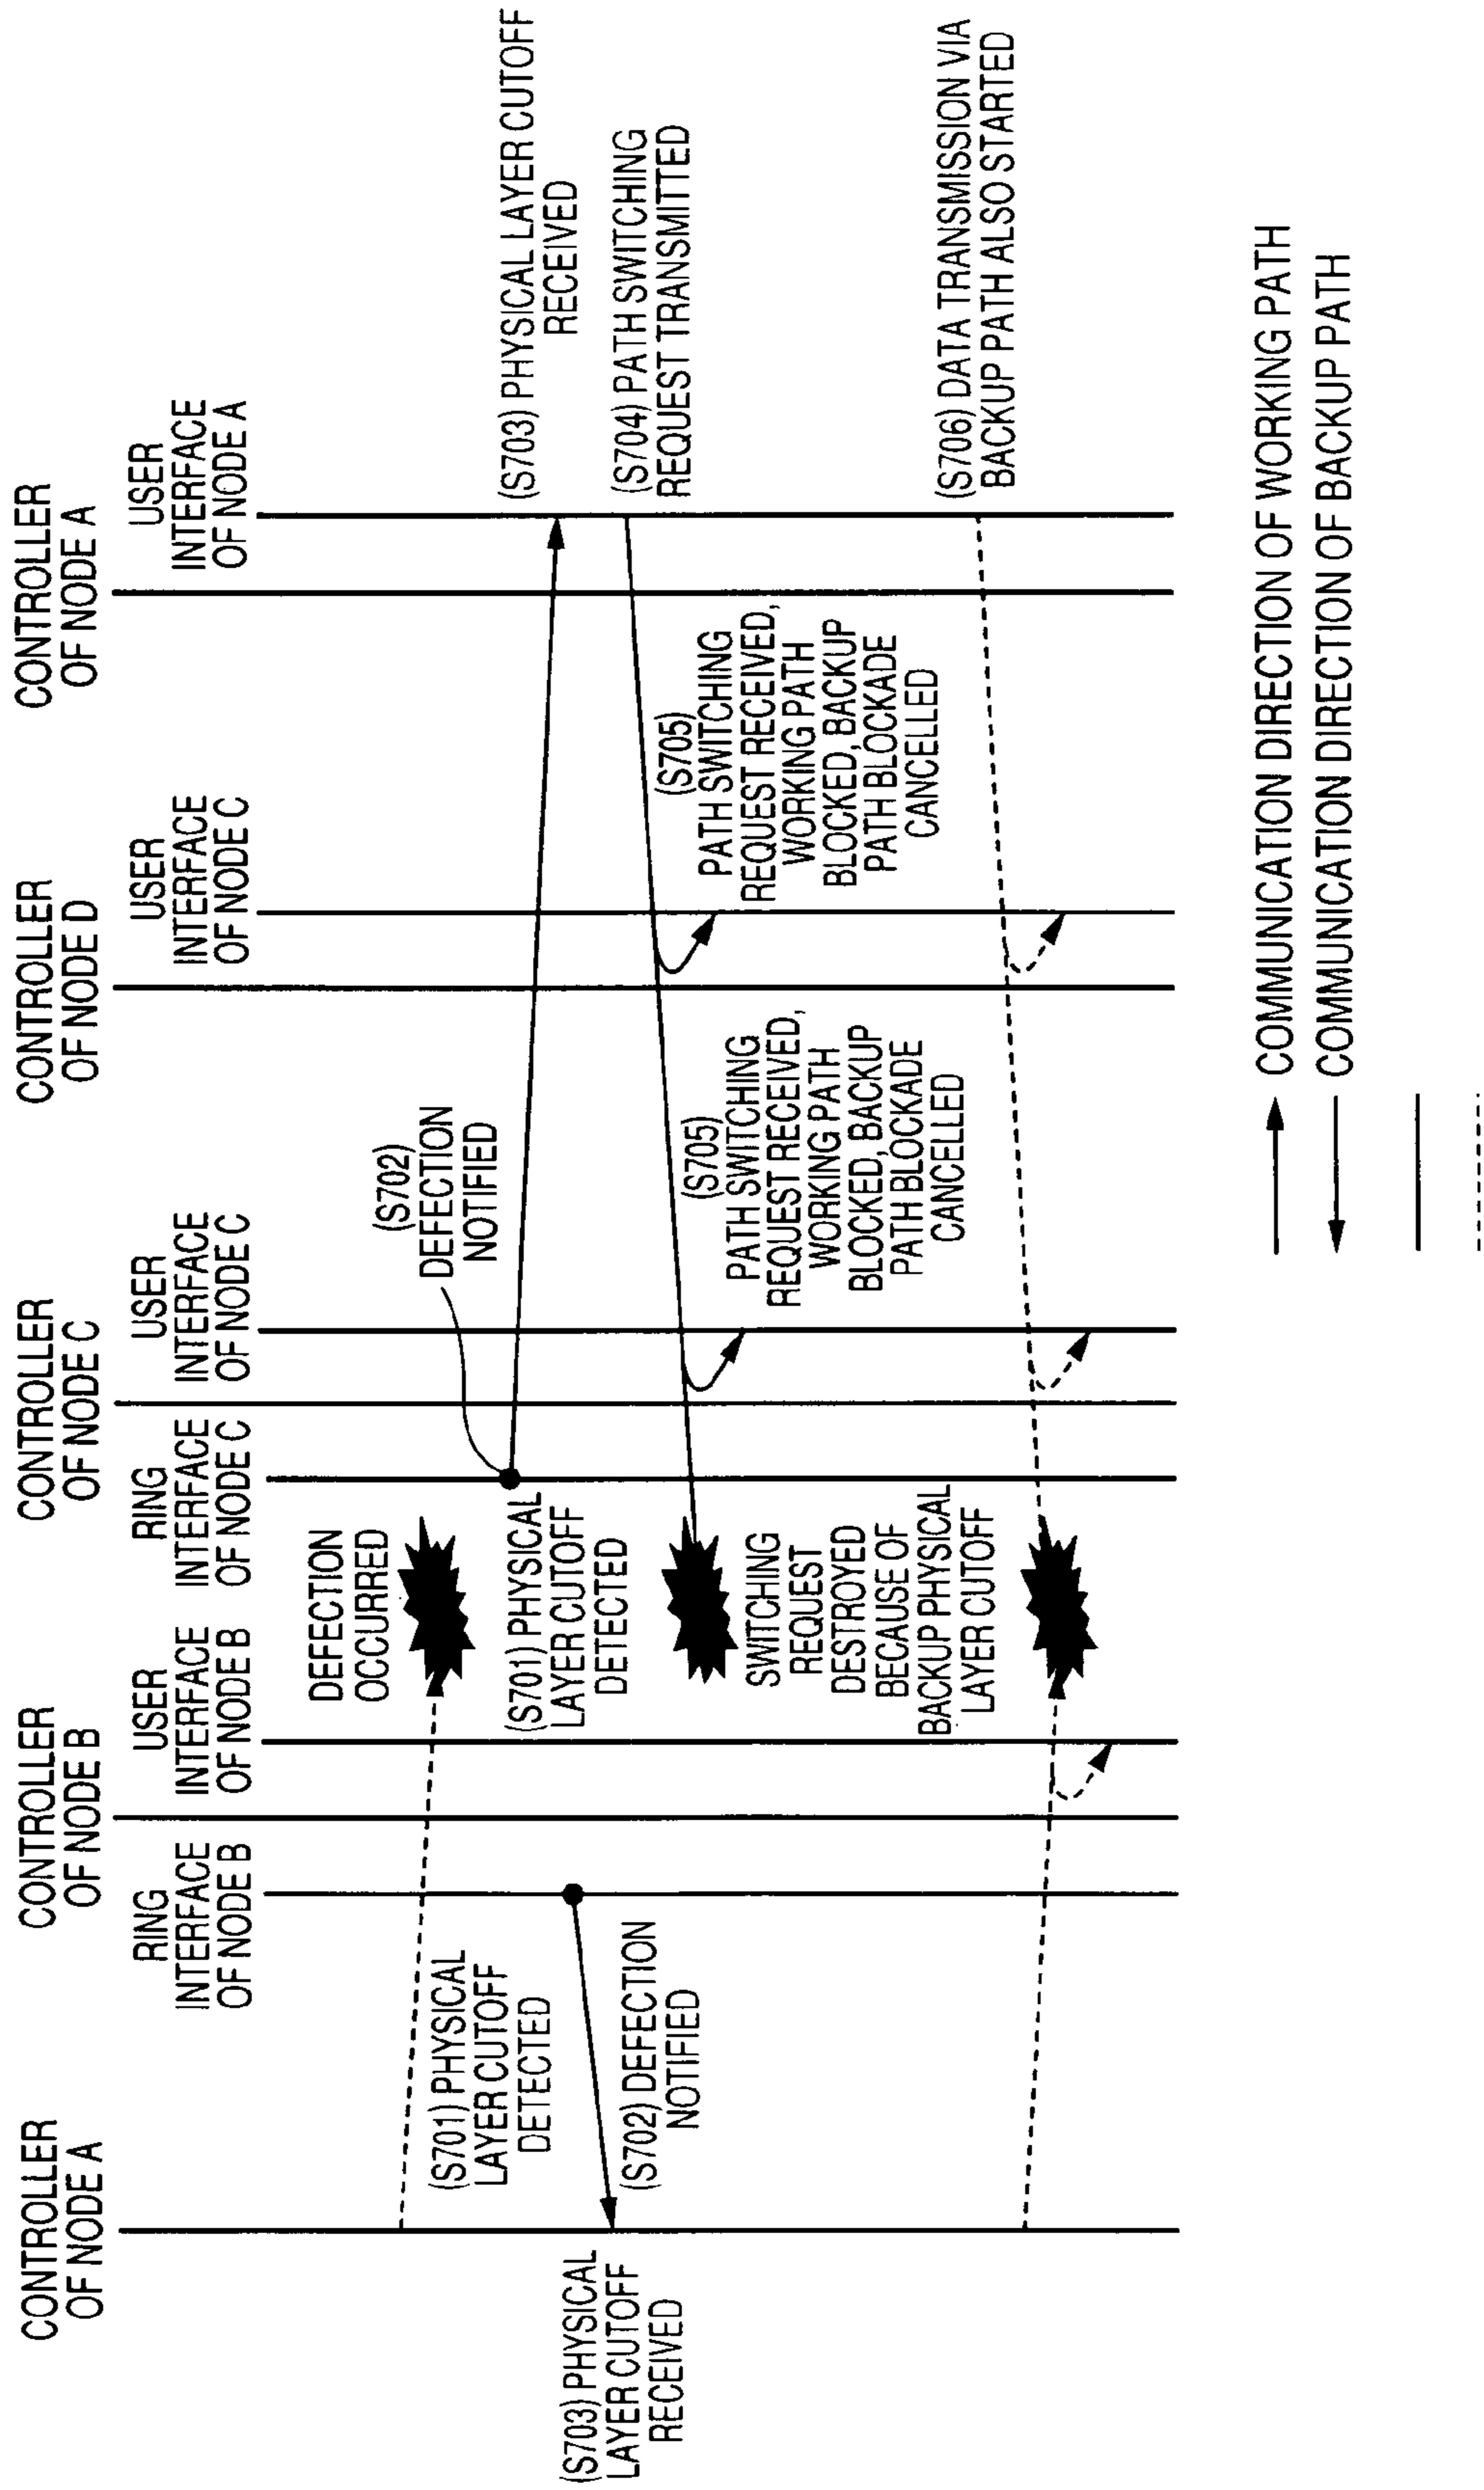 CONTROLLER
OF NODE A
CONTROLLER
OF NODE B
CONTROLLER
OF NODE C
CONTROLLER
OF NODE D
CONTROLLER
OF NODE A
RING
INTERFACE
OF NODE B
USER
INTERFACE
OF NODE B
RING
INTERFACE
OF NODE C
USER
INTERFACE
OF NODE C
USER
INTERFACE
OF NODE C
USER
INTERFACE
OF NODE A
DEFECTION
OCCURRED
(S701) PHYSICAL
LAYER CUTOFF
DETECTED
(S702)
DEFECTION
NOTIFIED
(S701) PHYSICAL
LAYER CUTOFF
DETECTED
(S703) PHYSICAL LAYER CUTOFF
RECEIVED
(S703) PHYSICAL
LAYER CUTOFF
RECEIVED
(S702) DEFECTION
NOTIFIED
(S704) PATH SWITCHING
REQUEST TRANSMITTED
SWITCHING
REQUEST
DESTROYED
BECAUSE OF
BACKUP PHYSICAL
LAYER CUTOFF
(S705)
PATH SWITCHING
REQUEST RECEIVED,
WORKING PATH
BLOCKED, BACKUP
PATH BLOCKADE
CANCELLED
(S705)
PATH SWITCHING
REQUEST RECEIVED,
WORKING PATH
BLOCKED, BACKUP
PATH BLOCKADE
CANCELLED
(S706) DATA TRANSMISSION VIA
BACKUP PATH ALSO STARTED
COMMUNICATION DIRECTION OF WORKING PATH
COMMUNICATION DIRECTION OF BACKUP PATH